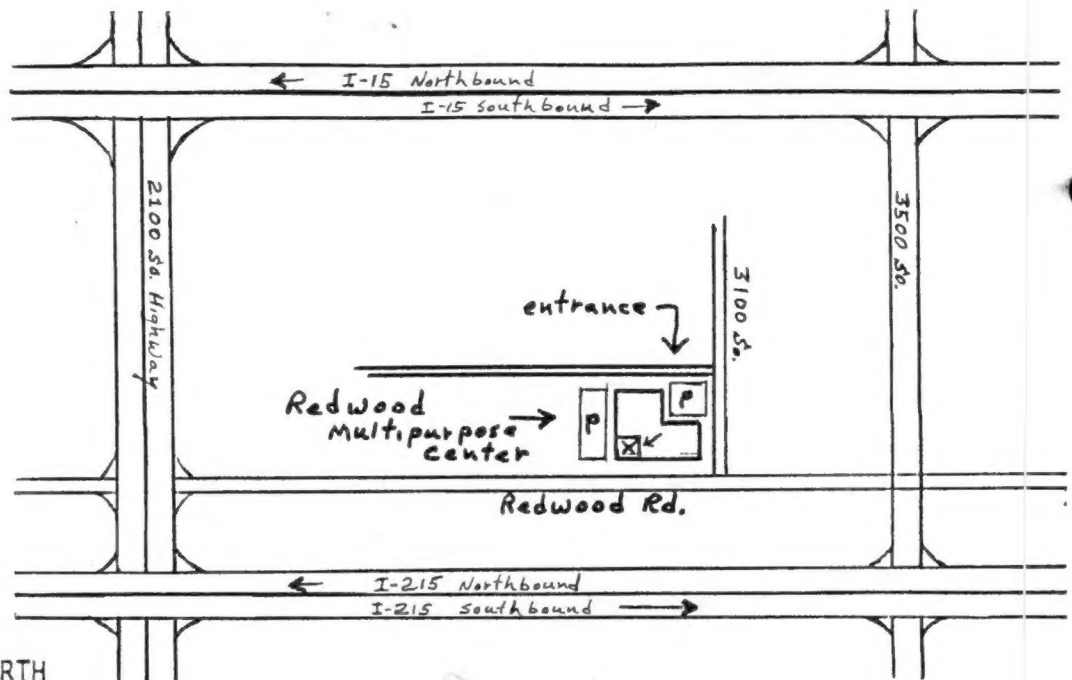 ← I-15 Northbound
I-15 Southbound →
2100 So. Highway
3500 So.
3100 So.
entrance
Redwood
Multipurpose
Center
P
P
X
Redwood Rd.
← I-215 Northbound
I-215 Southbound →
RTH